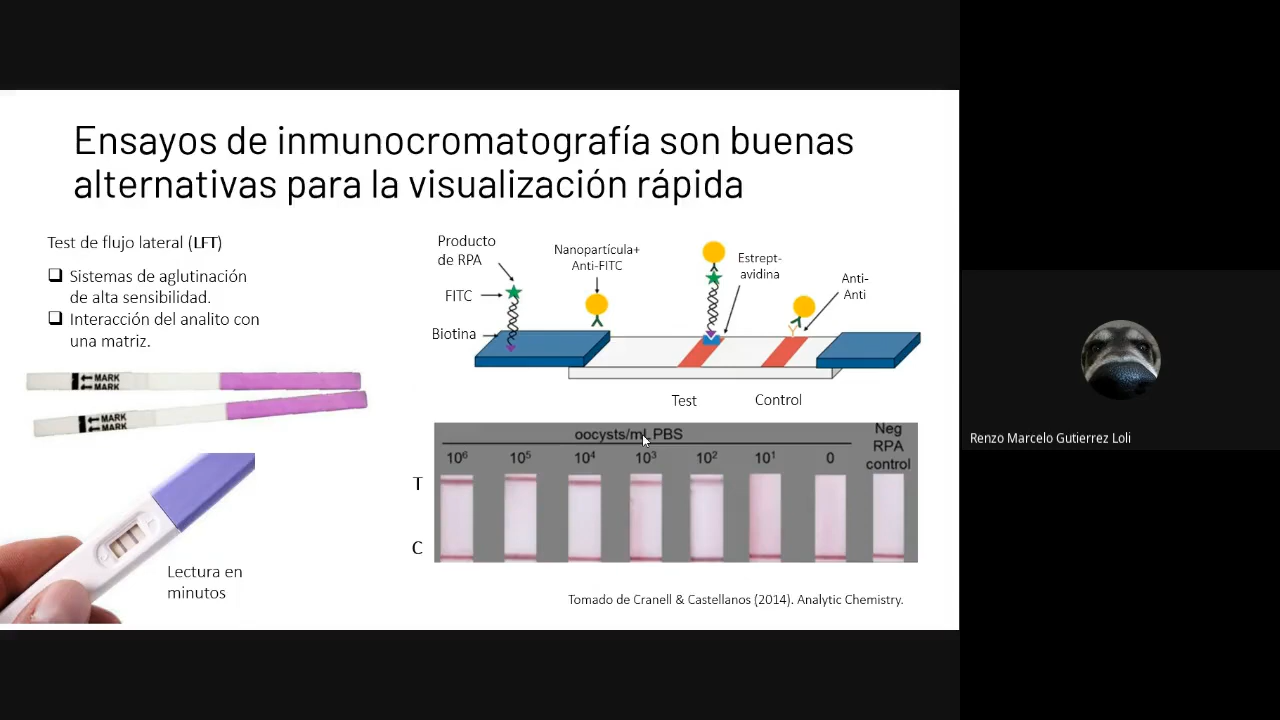 Ensayos de inmunocromatografía son buenas
alternativas para la visualización rápida
Test de flujo lateral (LFT)
Sistemas de aglutinación
de alta sensibilidad.
Interacción del analito con
una matriz.
MARK
MARK
MARK
MARK
Lectura en
minutos
Producto
de RPA
FITC
Biotina
Nanopartícula+
Anti-FITC
Estrept-
avidina
Anti-
Anti
Test
Control
oocysts/mL PBS
10⁶ 10⁵ 10⁴ 10³ 10² 10¹ 0
Neg
RPA
control
T
C
Tomado de Cranell & Castellanos (2014). Analytic Chemistry.
Renzo Marcelo Gutierrez Loli